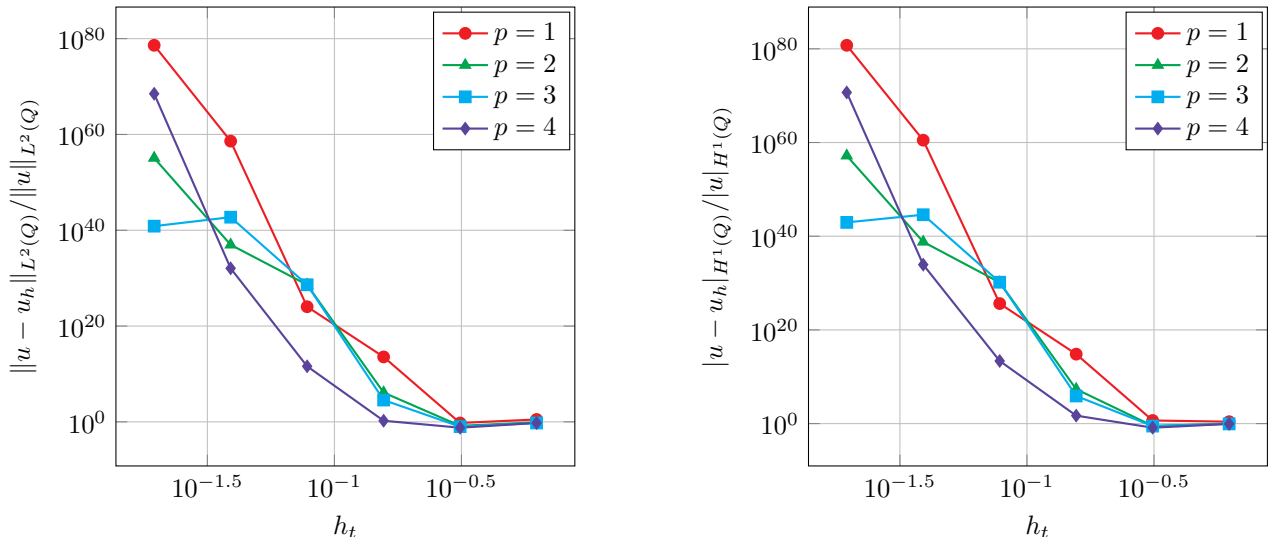 10^80
10^60
10^40
10^20
10^0
10^−1.5
10^−1
10^−0.5
h_t
||u − u_h||_{L^2(Q)}/||u||_{L^2(Q)}
p = 1
p = 2
p = 3
p = 4
10^80
10^60
10^40
10^20
10^0
10^−1.5
10^−1
10^−0.5
h_t
|u − u_h|_{H^1(Q)}/|u|_{H^1(Q)}
p = 1
p = 2
p = 3
p = 4